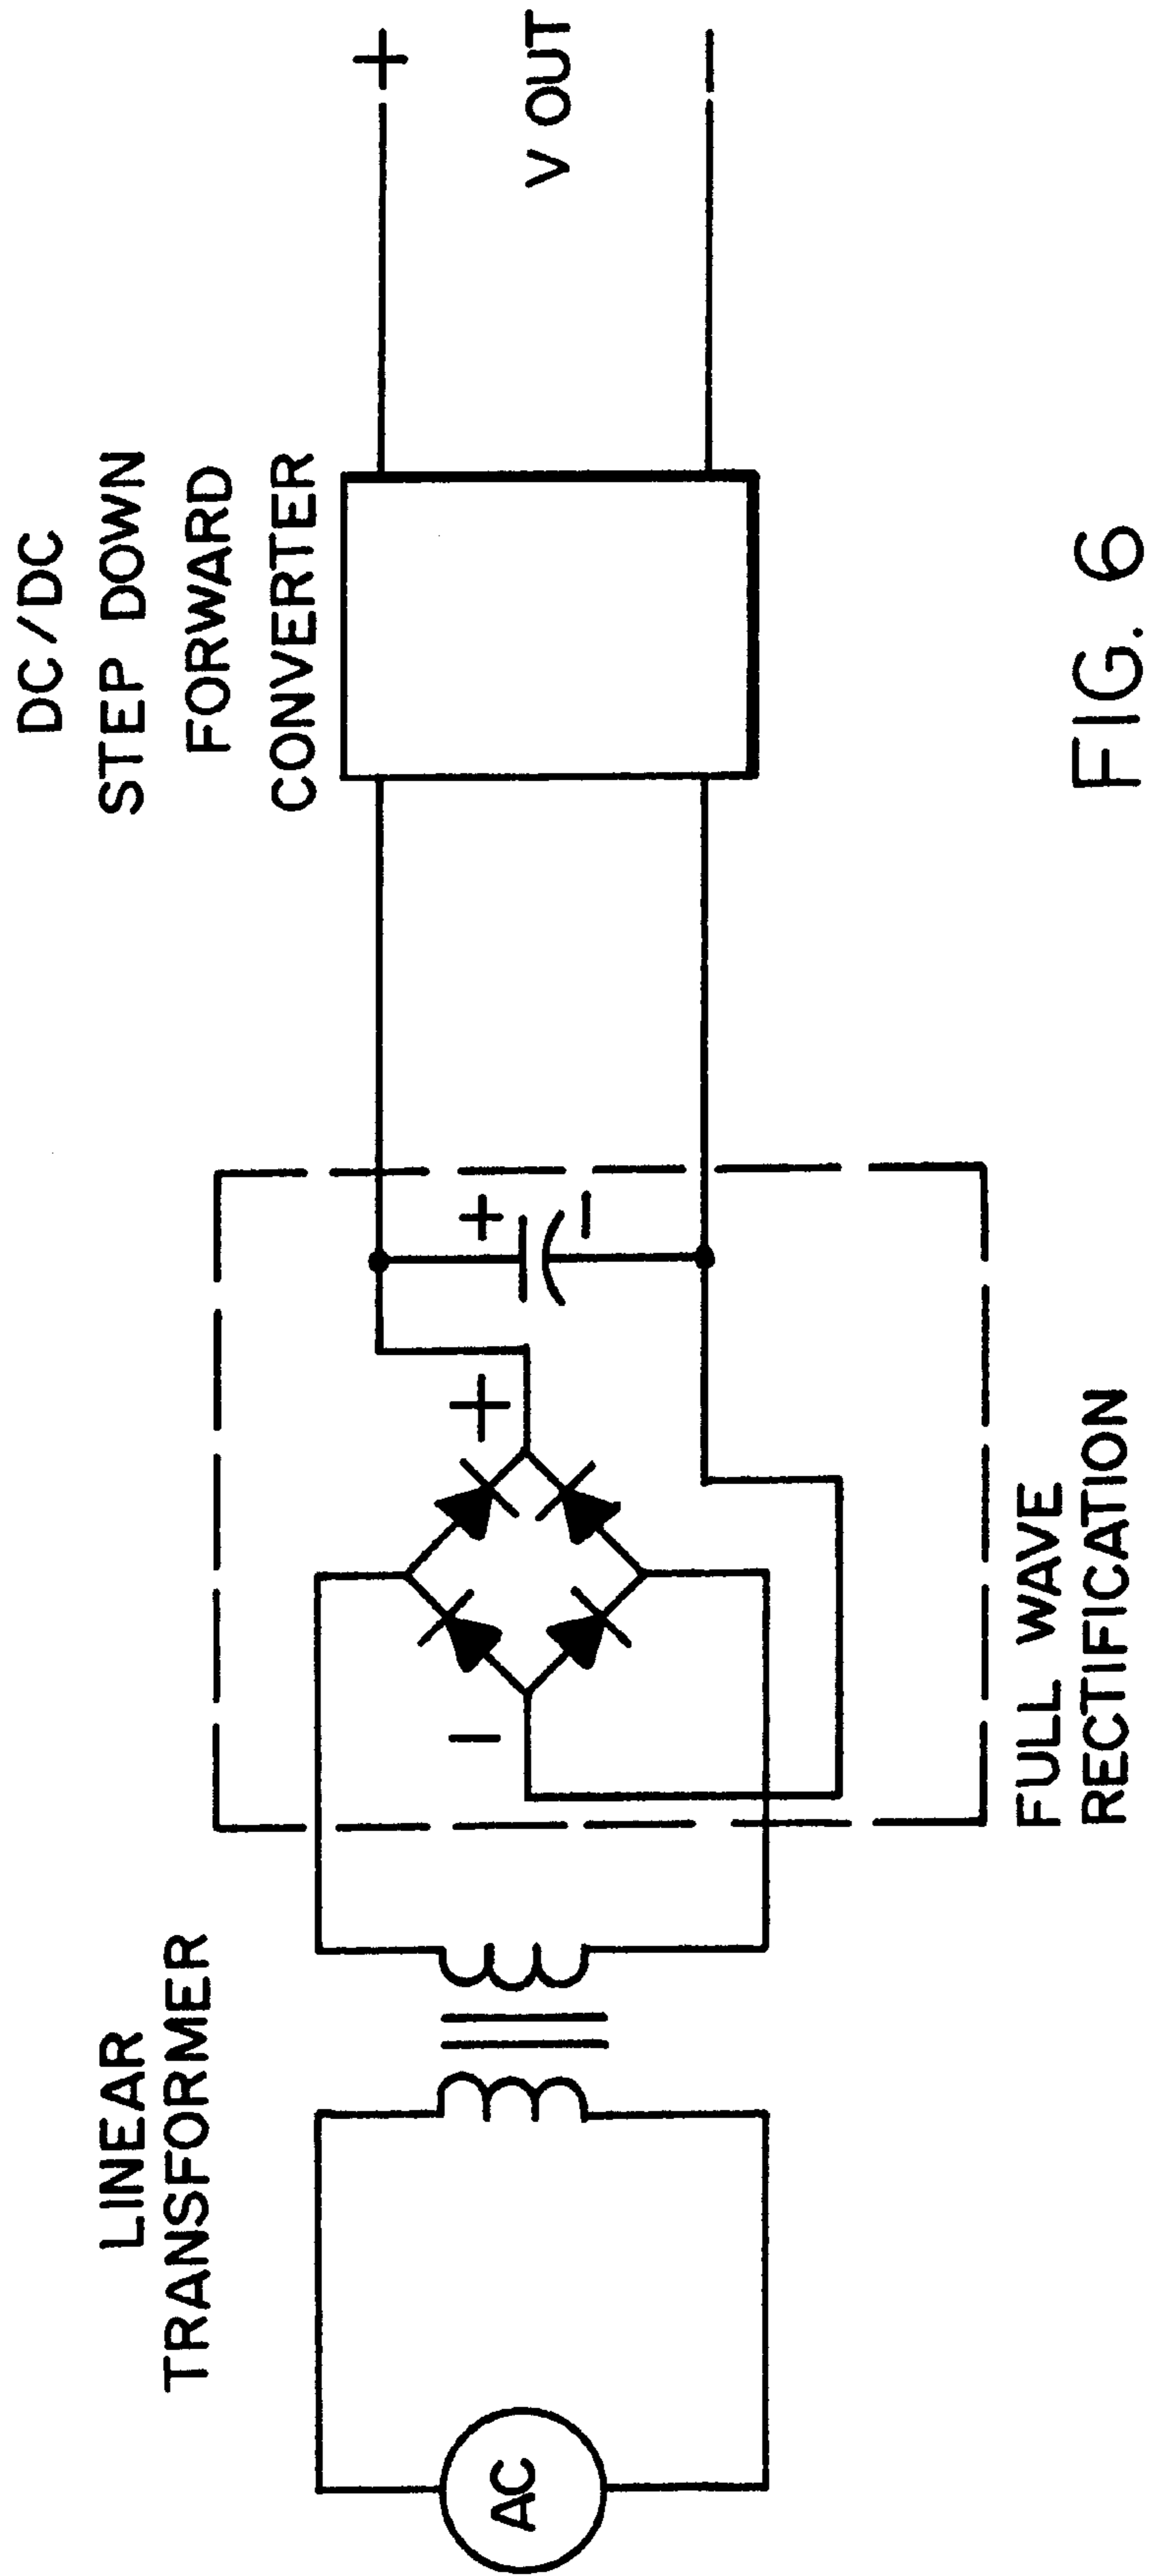 LINEAR
TRANSFORMER
AC
FULL WAVE
RECTIFICATION
+
-
+
-
DC/DC
STEP DOWN
FORWARD
CONVERTER
+
V OUT
-
FIG. 6